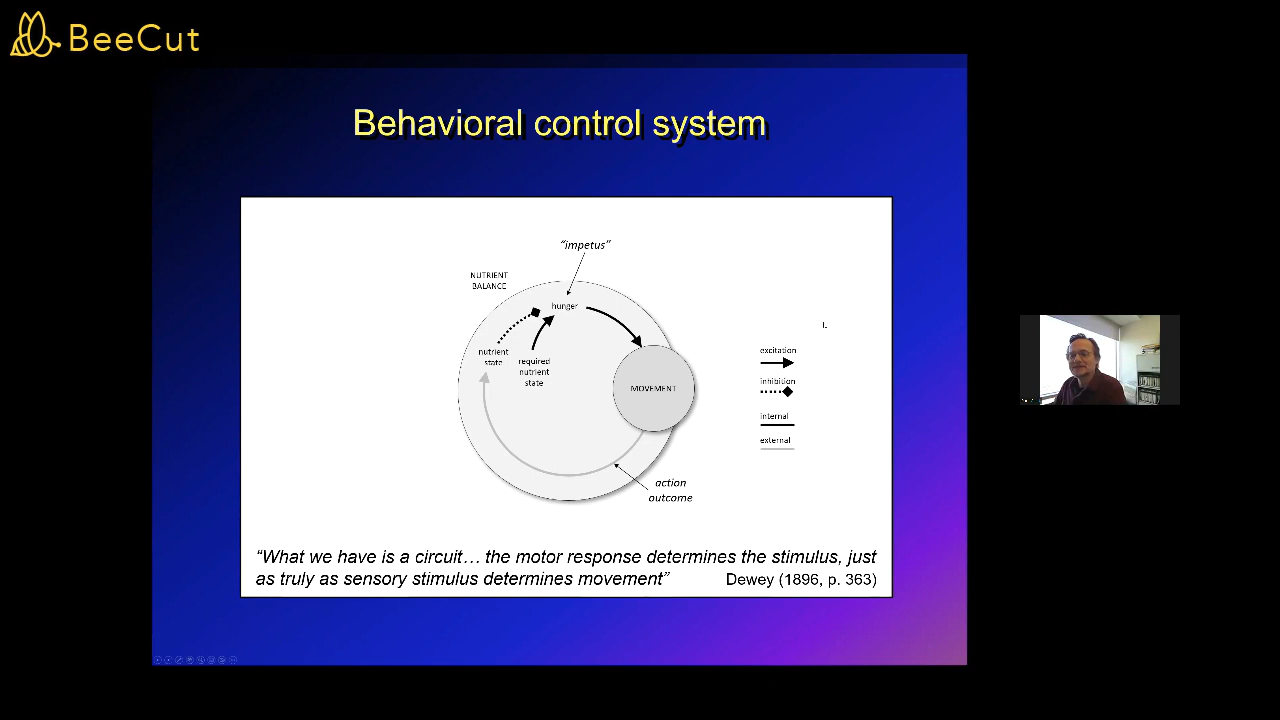 BeeCut
Behavioral control system
“impetus”
NUTRIENT
BALANCE
hunger
nutrient
state
required
nutrient
state
MOVEMENT
action
outcome
excitation
inhibition
internal
external
“What we have is a circuit… the motor response determines the stimulus, just
as truly as sensory stimulus determines movement” Dewey (1896, p. 363)